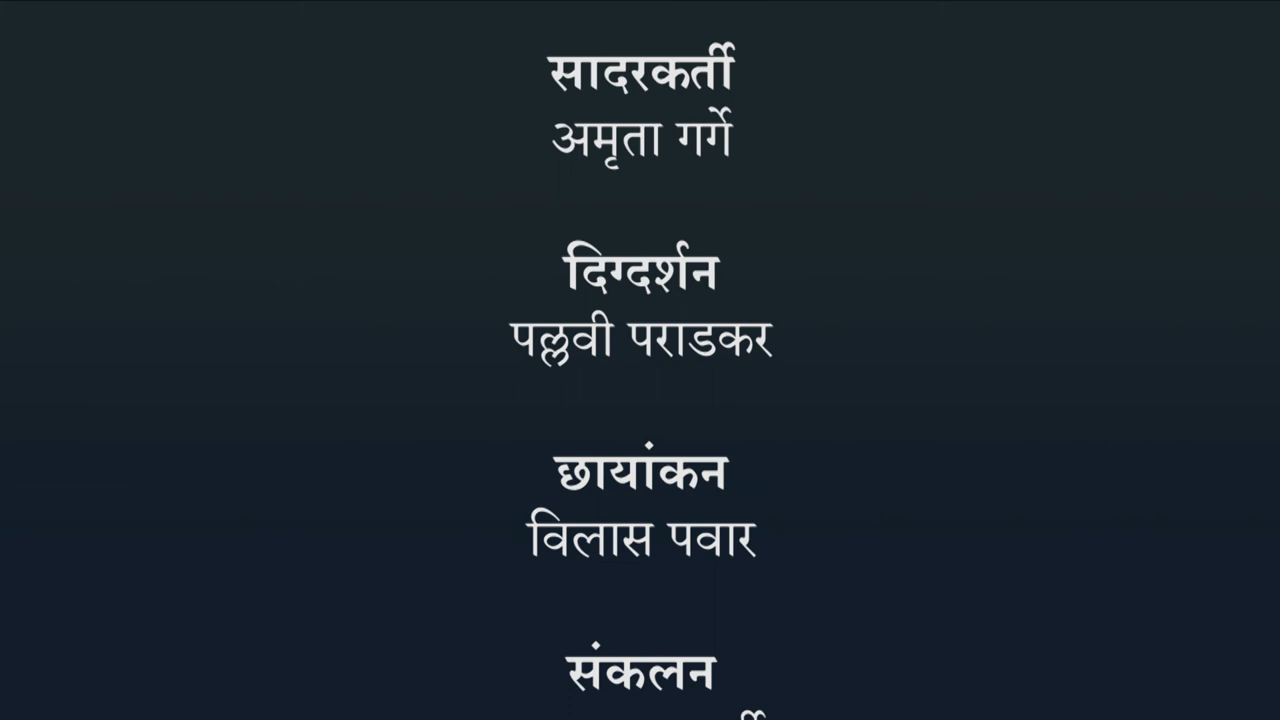 सादरकर्ती
अमृता गर्गे
दिग्दर्शन
पल्लवी पराडकर
छायांकन
विलास पवार
संकलन